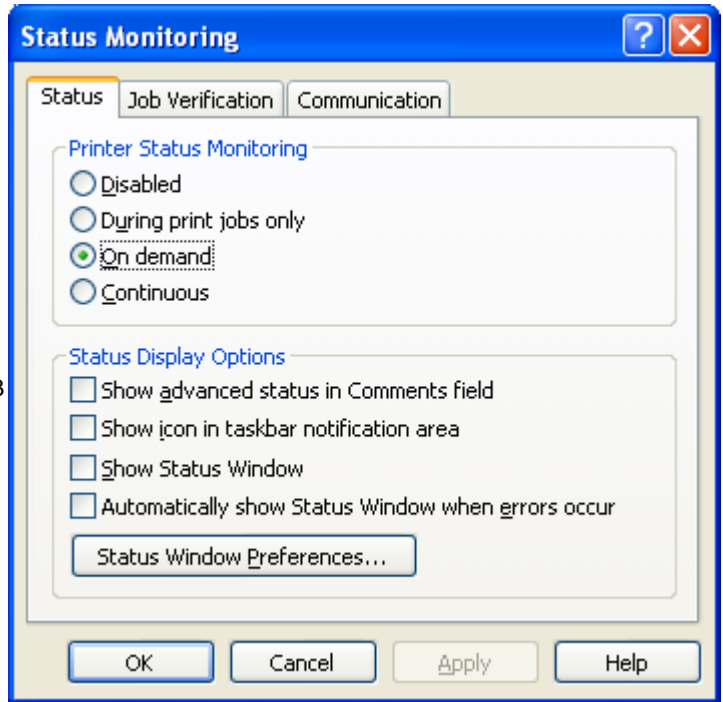 Status Monitoring
Status Job Verification Communication
Printer Status Monitoring
Disabled
During print jobs only
On demand
Continuous
Status Display Options
Show advanced status in Comments field
Show icon in taskbar notification area
Show Status Window
Automatically show Status Window when errors occur
Status Window Preferences...
OK Cancel Apply Help